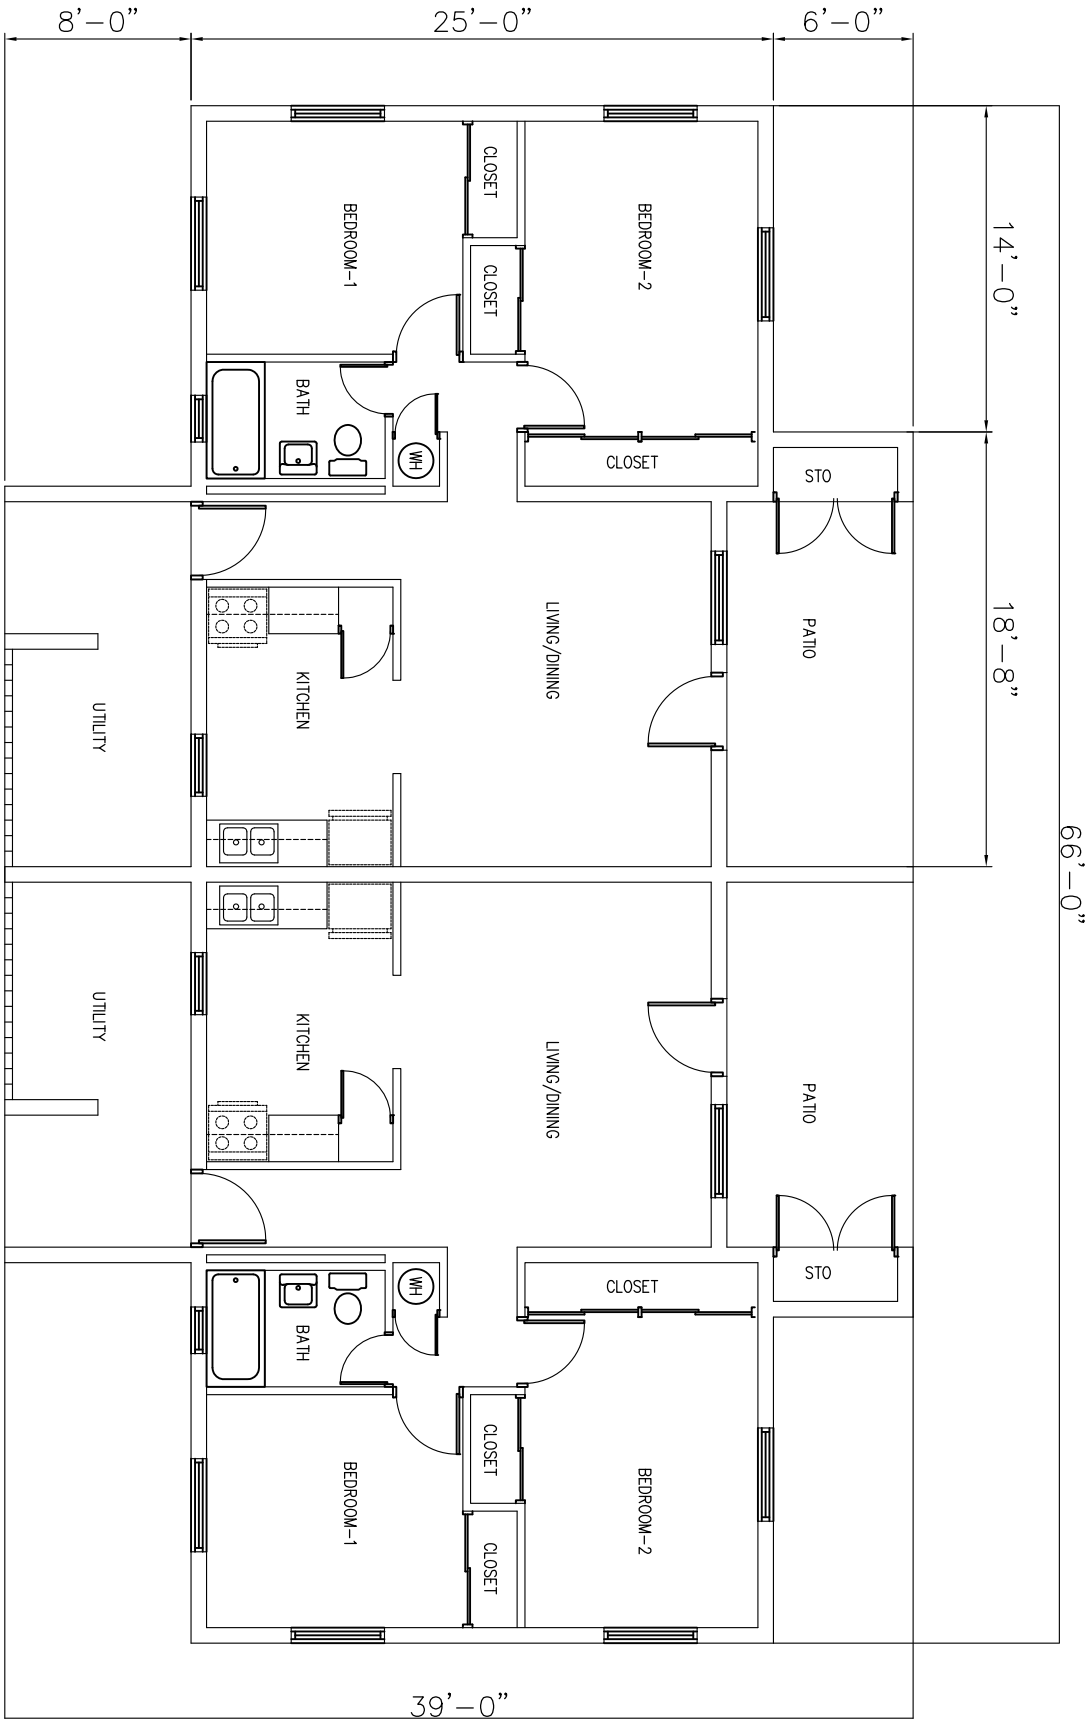 8'-0"
25'-0"
6'-0"
14'-0"
18'-8"
66'-0"
CLOSET
BEDROOM-1
BEDROOM-2
CLOSET
BATH
WH
CLOSET
STO
LIVING/DINING
PATIO
KITCHEN
UTILITY
UTILITY
KITCHEN
LIVING/DINING
PATIO
STO
CLOSET
WH
BATH
CLOSET
BEDROOM-1
BEDROOM-2
CLOSET
39'-0"